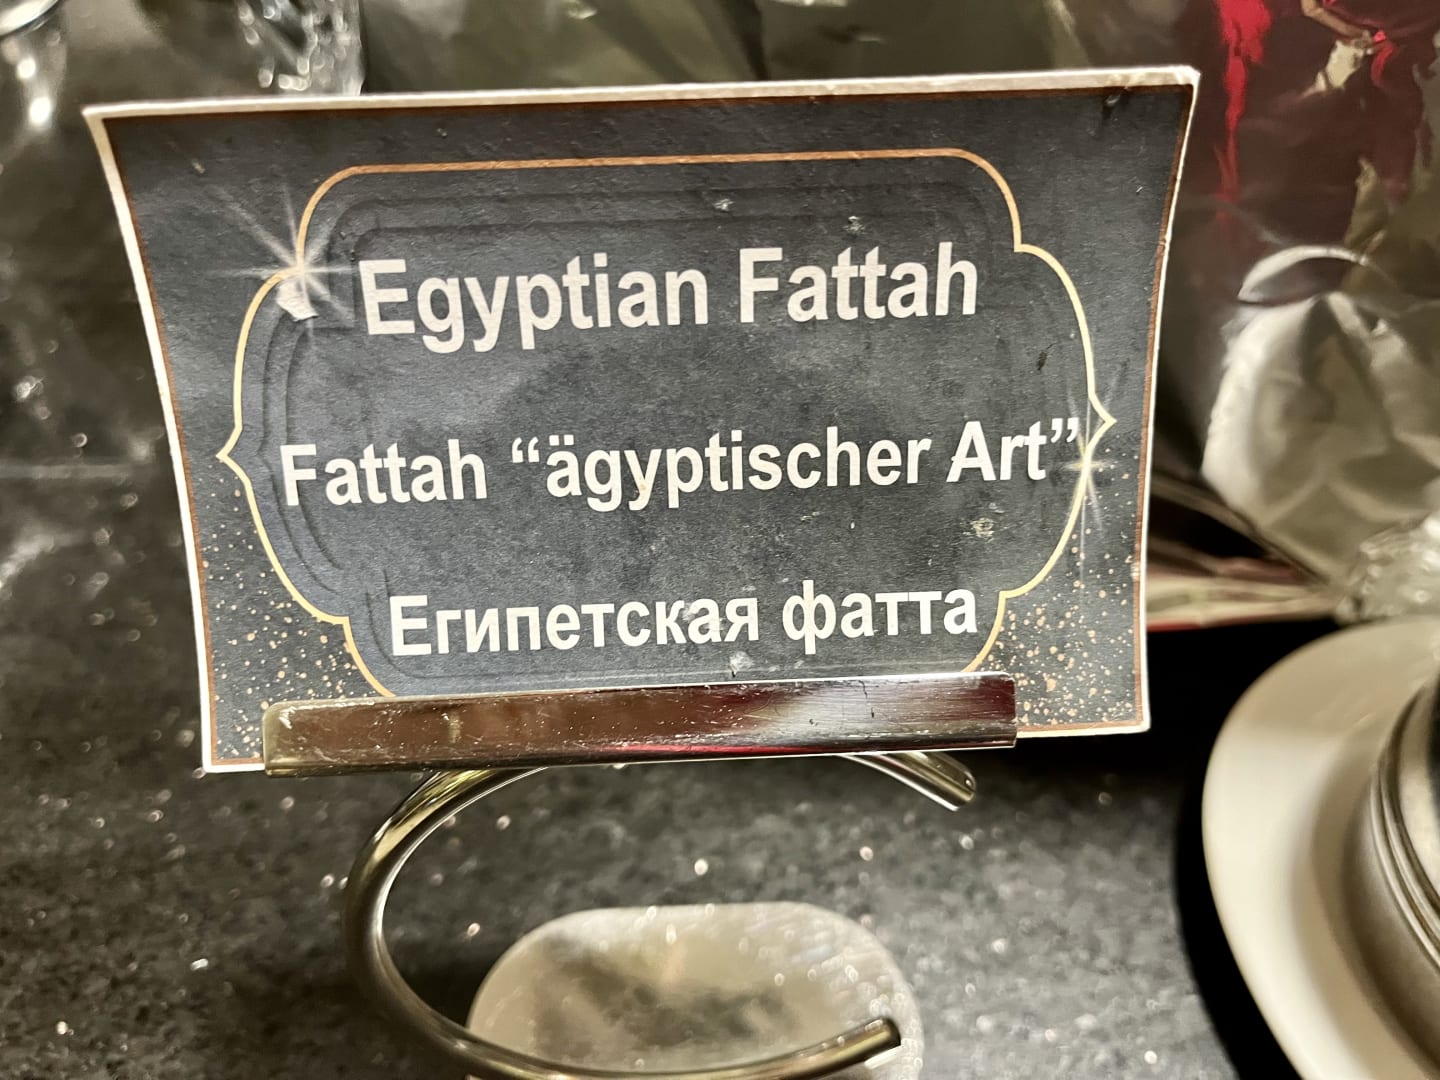 Egyptian Fattah
Fattah “ägyptischer Art”
Египетская фатта